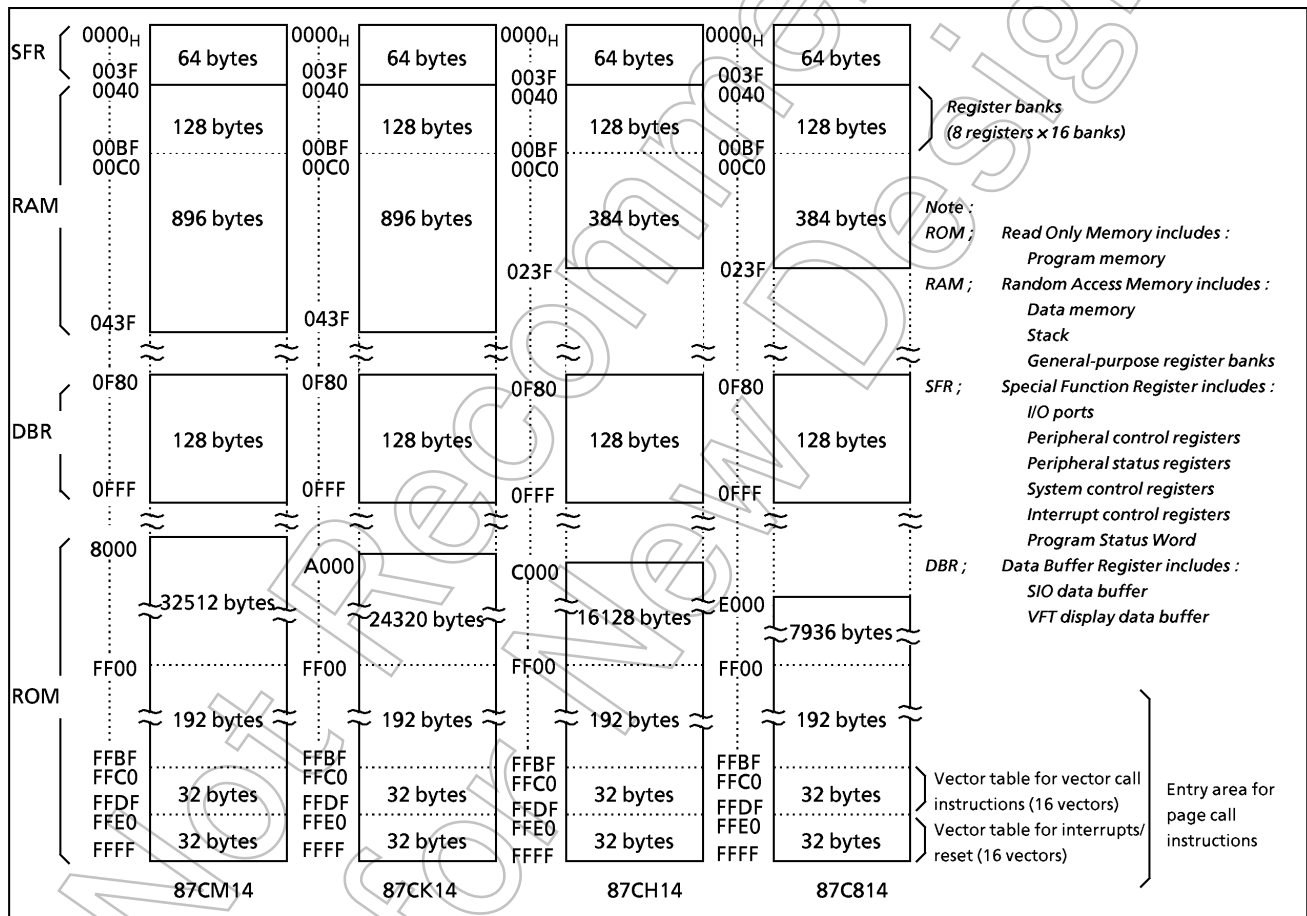 SFR
0000H
003F
64 bytes
0000H
003F
64 bytes
0000H
003F
64 bytes
0000H
003F
64 bytes
RAM
0040
00BF
128 bytes
0040
00BF
128 bytes
0040
00BF
128 bytes
0040
00BF
128 bytes
Register banks
(8 registers × 16 banks)
00C0
043F
896 bytes
00C0
043F
896 bytes
00C0
023F
384 bytes
00C0
023F
384 bytes
DBR
0F80
0FFF
128 bytes
0F80
0FFF
128 bytes
0F80
0FFF
128 bytes
0F80
0FFF
128 bytes
ROM
8000
32512 bytes
A000
24320 bytes
C000
16128 bytes
E000
7936 bytes
FF00
FFBF
192 bytes
FF00
FFBF
192 bytes
FF00
FFBF
192 bytes
FF00
FFBF
192 bytes
FFC0
FFDF
32 bytes
FFC0
FFDF
32 bytes
FFC0
FFDF
32 bytes
FFC0
FFDF
32 bytes
Vector table for vector call
instructions (16 vectors)
FFE0
FFFF
32 bytes
FFE0
FFFF
32 bytes
FFE0
FFFF
32 bytes
FFE0
FFFF
32 bytes
Vector table for interrupts/
reset (16 vectors)
Entry area for
page call
instructions
87CM14
87CK14
87CH14
87C814
Note :
ROM ; Read Only Memory includes :
Program memory
RAM ; Random Access Memory includes :
Data memory
Stack
General-purpose register banks
SFR ; Special Function Register includes :
I/O ports
Peripheral control registers
Peripheral status registers
System control registers
Interrupt control registers
Program Status Word
DBR ; Data Buffer Register includes :
SIO data buffer
VFT display data buffer
Not Recommended
for New Design